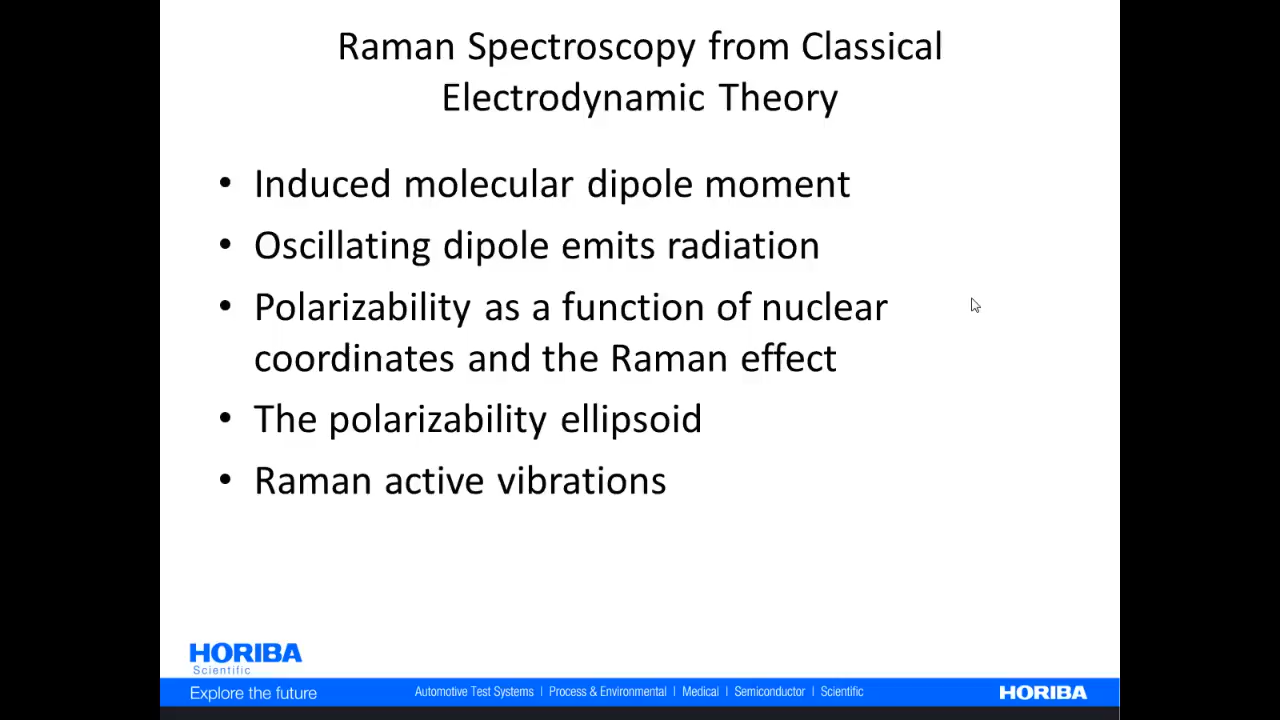 Raman Spectroscopy from Classical
Electrodynamic Theory
• Induced molecular dipole moment
• Oscillating dipole emits radiation
• Polarizability as a function of nuclear
coordinates and the Raman effect
• The polarizability ellipsoid
• Raman active vibrations
HORIBA
Scientific
Explore the future
Automotive Test Systems | Process & Environmental | Medical | Semiconductor | Scientific
HORIBA